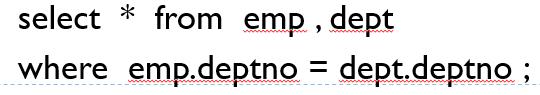 select * from emp , dept
where emp.deptno = dept.deptno ;